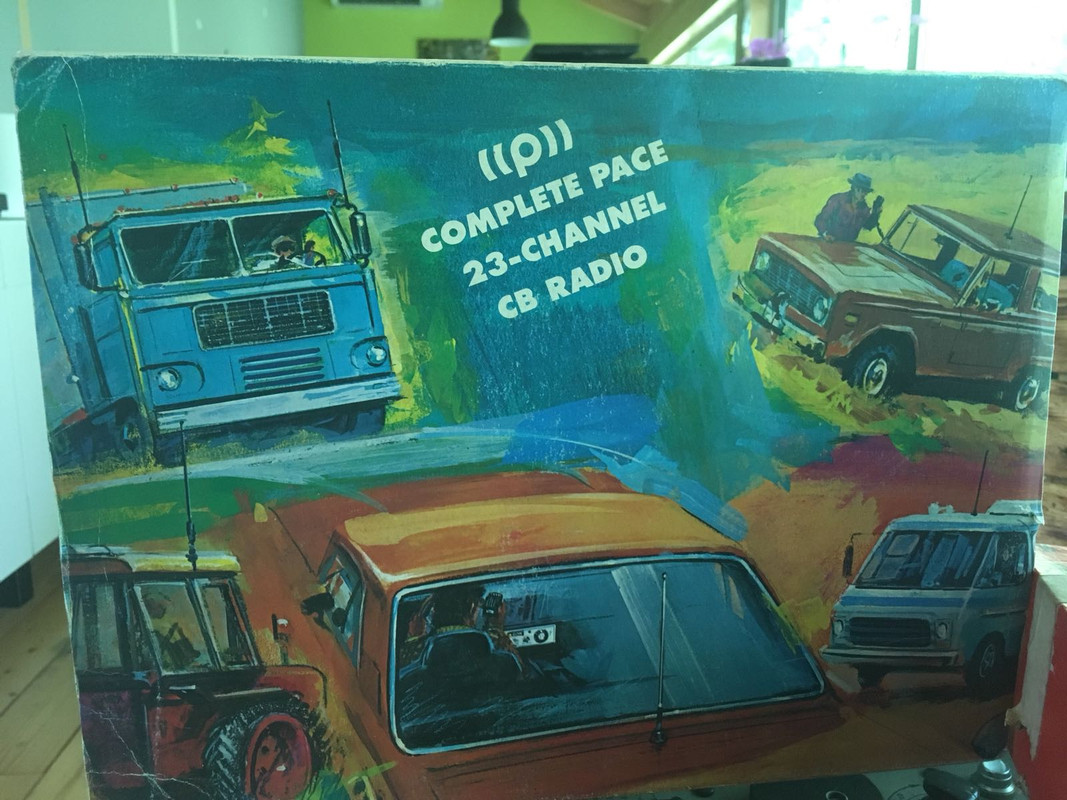 ((p))
COMPLETE PACE
23-CHANNEL
CB RADIO